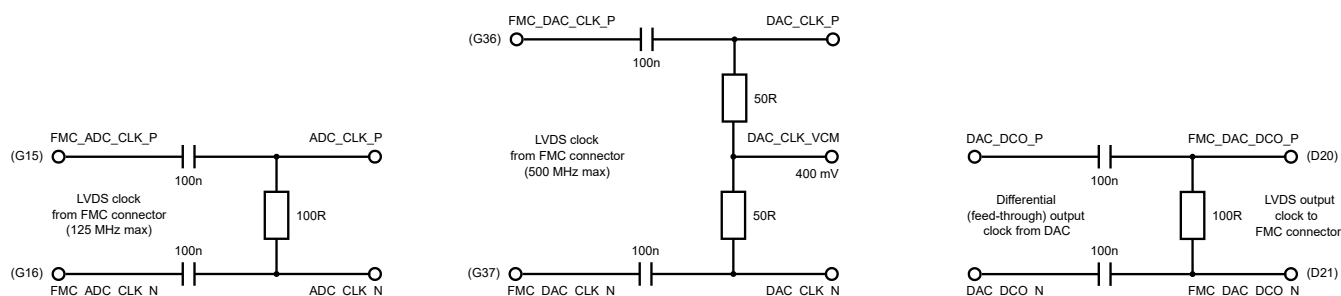 FMC_ADC_CLK_P
ADC_CLK_P
(G15)
100n
LVDS clock
from FMC connector
(125 MHz max)
100R
100n
(G16)
FMC_ADC_CLK_N
ADC_CLK_N
FMC_DAC_CLK_P
DAC_CLK_P
(G36)
100n
50R
LVDS clock
from FMC connector
(500 MHz max)
DAC_CLK_VCM
400 mV
50R
100n
(G37)
FMC_DAC_CLK_N
DAC_CLK_N
DAC_DCO_P
FMC_DAC_DCO_P
(D20)
100n
Differential
(feed-through) output
clock from DAC
100R
LVDS output
clock to
FMC connector
100n
(D21)
DAC_DCO_N
FMC_DAC_DCO_N